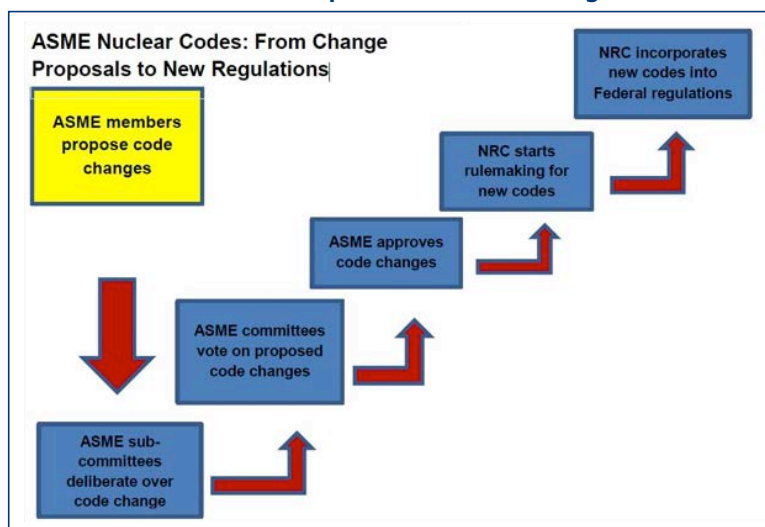 ASME Nuclear Codes: From Change
Proposals to New Regulations
ASME members
propose code
changes
ASME sub-
committees
deliberate over
code change
ASME committees
vote on proposed
code changes
ASME approves
code changes
NRC starts
rulemaking for
new codes
NRC incorporates
new codes into
Federal regulations